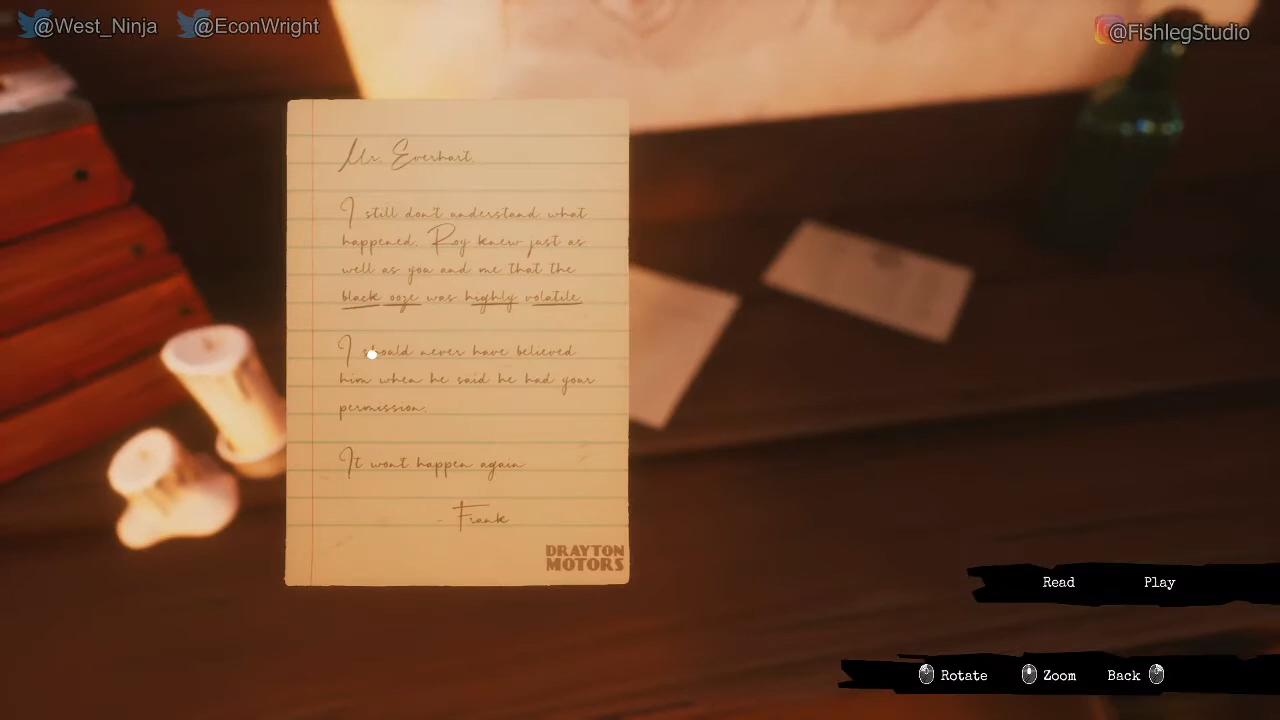 @West_Ninja @EconWright
@FishlegStudio
Mr. Everhart,
I still don't understand what
happened. Roy knew just as
well as you and me that the
black ooze was highly volatile.
I should never have believed
him when he said he had your
permission.
It wont happen again
- Frank
DRAYTON
MOTORS
Read Play
Rotate Zoom Back